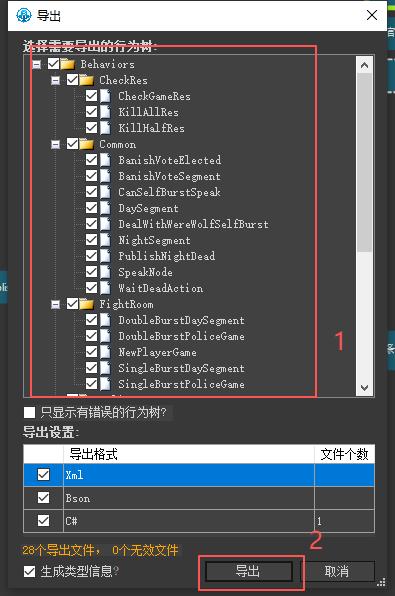 导出
选择需要导出的行为树:
Behaviors
CheckRes
CheckGameRes
KillAllRes
KillHalfRes
Common
BanishVoteElected
BanishVoteSegment
CanSelfBurstSpeak
DaySegment
DealWithWereWolfSelfBurst
NightSegment
PublishNightDead
SpeakNode
WaitDeadAction
FightRoom
DoubleBurstDaySegment
DoubleBurstPoliceGame
NewPlayerGame
SingleBurstDaySegment
SingleBurstPoliceGame
1
只显示有错误的行为树?
导出设置:
导出格式 文件个数
Xml
Bson
C# 1
28个导出文件， 0个无效文件
2
生成类型信息?
导出 取消